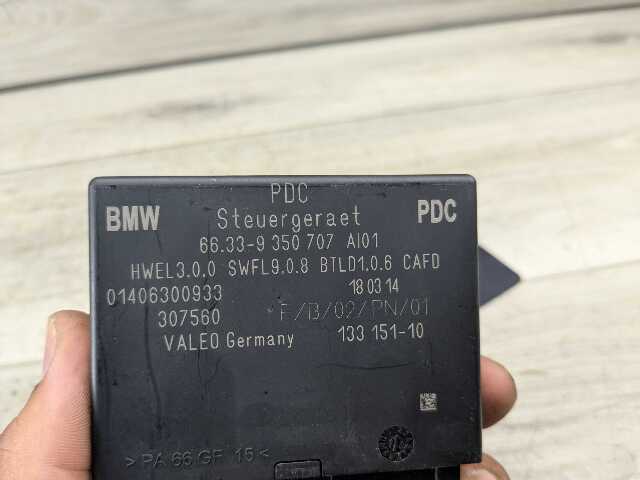 PDC
BMW Steuergeraet PDC
66.33-9 350 707 AI01
HWEL3.0.0 SWFL9.0.8 BTLD1.0.6 CAFD
01406300933 18 03 14
307560 F/B/02/PN/01
VALEO Germany 133 151-10
>PA 66/GF 15<